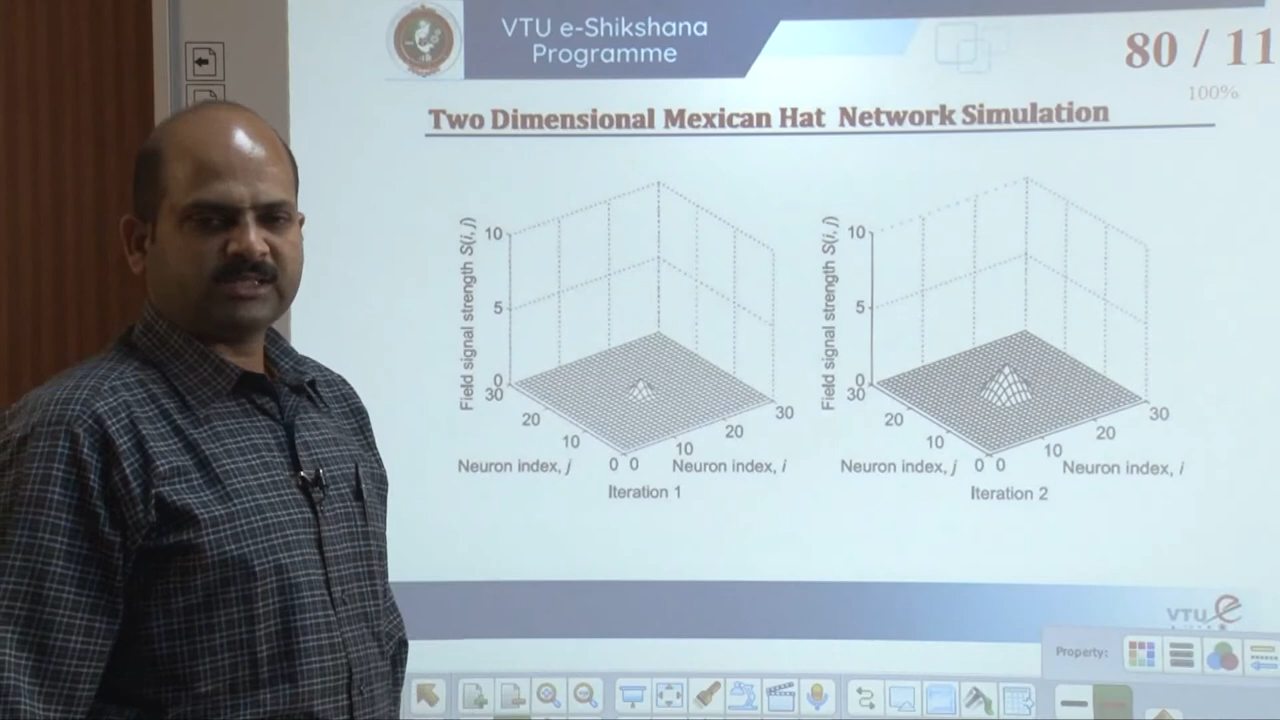 VTU e-Shikshana
Programme
80 / 11
100%
Two Dimensional Mexican Hat Network Simulation
Field signal strength S(i, j)
10
5
0
30
20
10
0 0
10
20
30
Neuron index, j
Neuron index, i
Iteration 1
Field signal strength S(i, j)
10
5
0
30
20
10
0 0
10
20
30
Neuron index, j
Neuron index, i
Iteration 2
VTU e
Property: